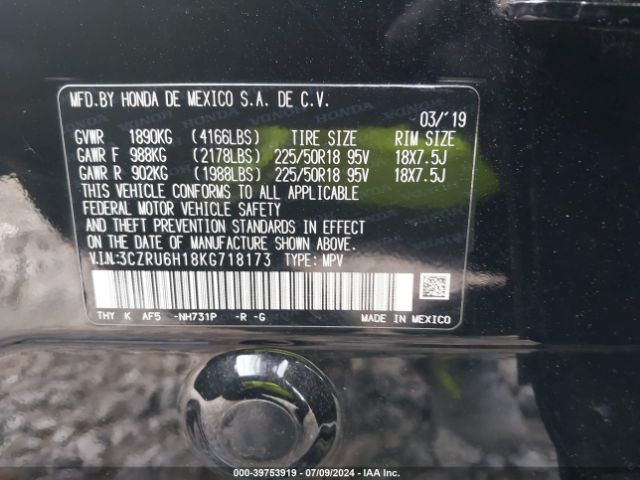 MFD.BY HONDA DE MEXICO S.A. DE C.V.
03/'19
GVWR 1890KG (4166LBS) TIRE SIZE RIM SIZE
GAWR F 988KG (2178LBS) 225/50R18 95V 18X7.5J
GAWR R 902KG (1988LBS) 225/50R18 95V 18X7.5J
THIS VEHICLE CONFORMS TO ALL APPLICABLE
FEDERAL MOTOR VEHICLE SAFETY
AND THEFT PREVENTION STANDARDS IN EFFECT
ON THE DATE OF MANUFACTURE SHOWN ABOVE.
V.I.N:3CZRU6H18KG718173 TYPE: MPV
THY K AF5 -NH731P -R -G MADE IN MEXICO
000-39753919 / 07/09/2024 - IAA Inc.